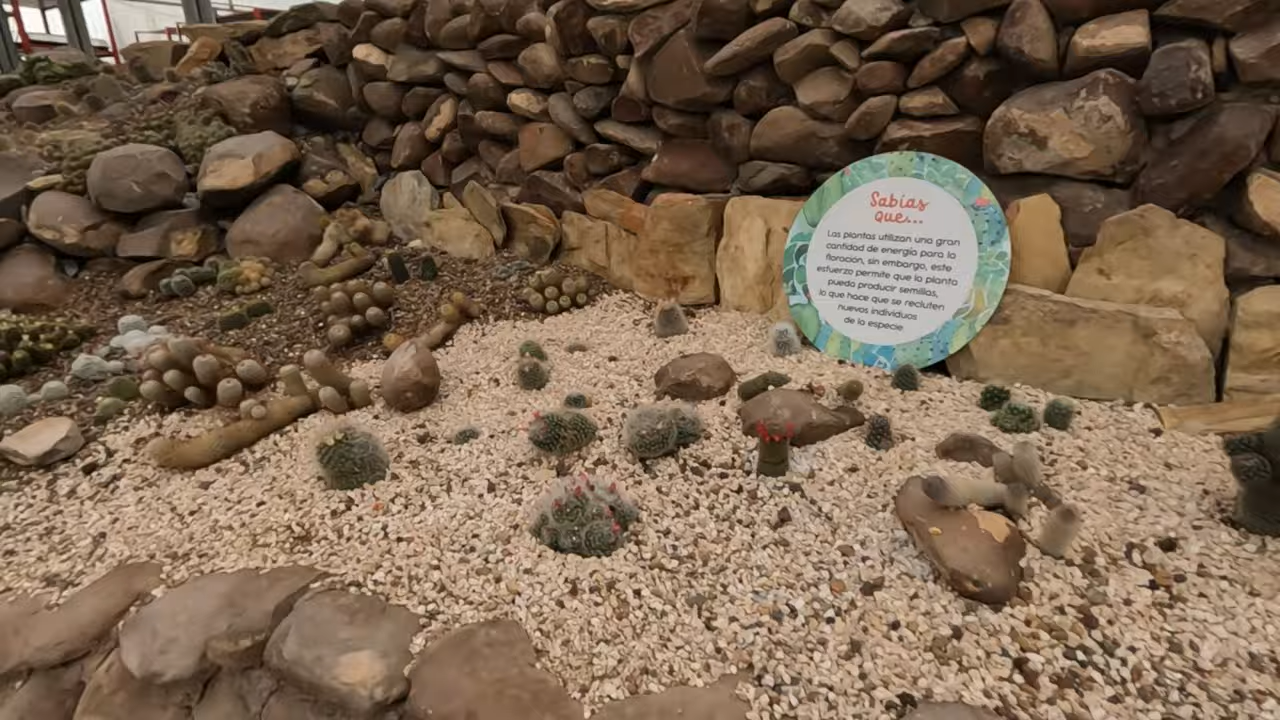 Sabías
que...
Las plantas utilizan una gran
cantidad de energía para la
floración, sin embargo, este
esfuerzo permite que la planta
pueda producir semillas,
lo que hace que se recluten
nuevos individuos
de la especie